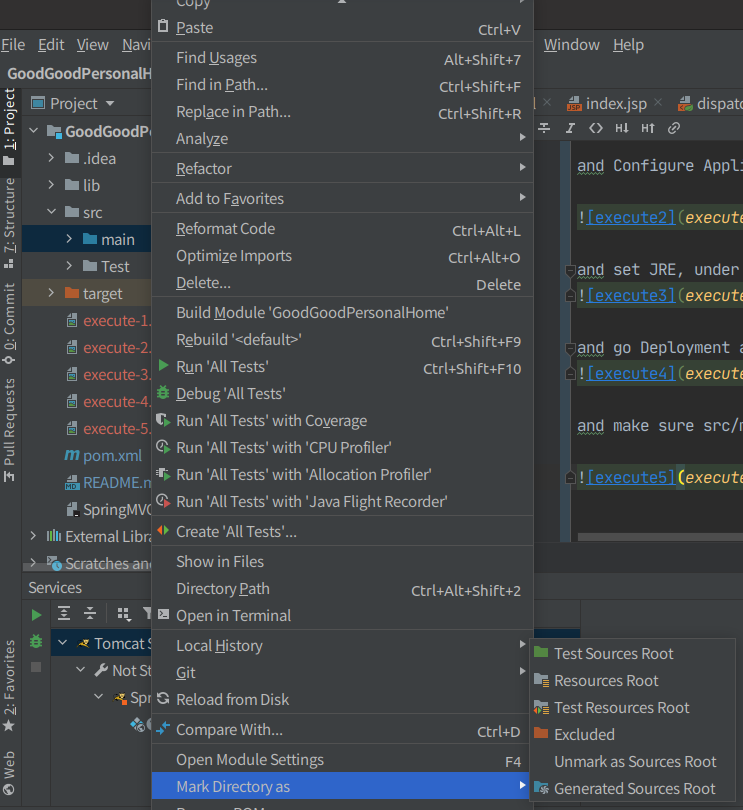 Copy
Paste Ctrl+V
File Edit View Navi Window Help
Find Usages Alt+Shift+7
GoodGoodPersonalH
Find in Path... Ctrl+Shift+F
Project
Replace in Path... Ctrl+Shift+R
index.jsp
dispatc
Analyze
GoodGoodPe
Refactor
.idea
and Configure Appli
lib
Add to Favorites
src
Reformat Code Ctrl+Alt+L
![execute2](execute
main
Optimize Imports Ctrl+Alt+O
Test
and set JRE, under
Delete... Delete
target
![execute3](execute
Build Module 'GoodGoodPersonalHome'
execute-1.
Rebuild '<default>' Ctrl+Shift+F9
execute-2.
and go Deployment a
Run 'All Tests' Ctrl+Shift+F10
execute-3.
![execute4](execute
Debug 'All Tests'
execute-4.
Run 'All Tests' with Coverage
execute-5.
and make sure src/m
Run 'All Tests' with 'CPU Profiler'
pom.xml
Run 'All Tests' with 'Allocation Profiler'
README.m
![execute5](execute
Run 'All Tests' with 'Java Flight Recorder'
SpringMVC
Create 'All Tests'...
External Libra
Show in Files
Scratches and
Services
Directory Path Ctrl+Alt+Shift+2
Open in Terminal
Tomcat S
Local History
Not St
Git
Spr
Reload from Disk
Compare With... Ctrl+D
Open Module Settings F4
Mark Directory as
Test Sources Root
Resources Root
Test Resources Root
Excluded
Unmark as Sources Root
Generated Sources Root
1: Project
7: Structure
0: Commit
Pull Requests
2: Favorites
Web